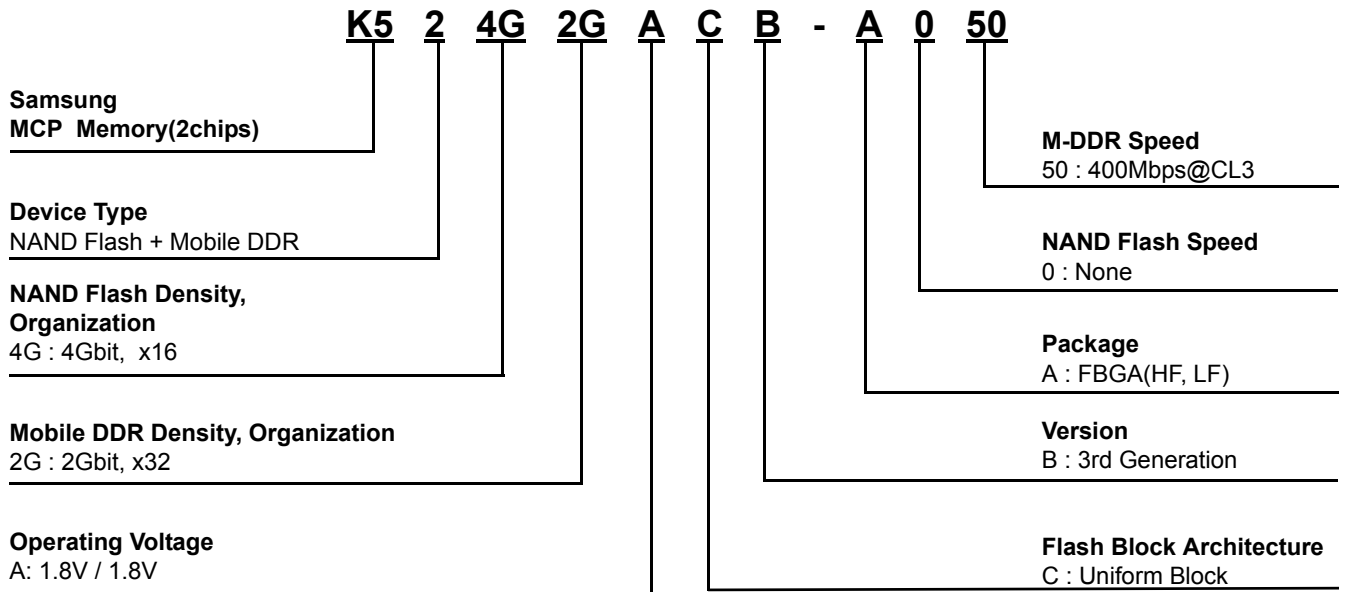 K5 2 4G 2G A C B - A 0 50
Samsung
MCP Memory(2chips)
Device Type
NAND Flash + Mobile DDR
NAND Flash Density,
Organization
4G : 4Gbit, x16
Mobile DDR Density, Organization
2G : 2Gbit, x32
Operating Voltage
A: 1.8V / 1.8V
M-DDR Speed
50 : 400Mbps@CL3
NAND Flash Speed
0 : None
Package
A : FBGA(HF, LF)
Version
B : 3rd Generation
Flash Block Architecture
C : Uniform Block